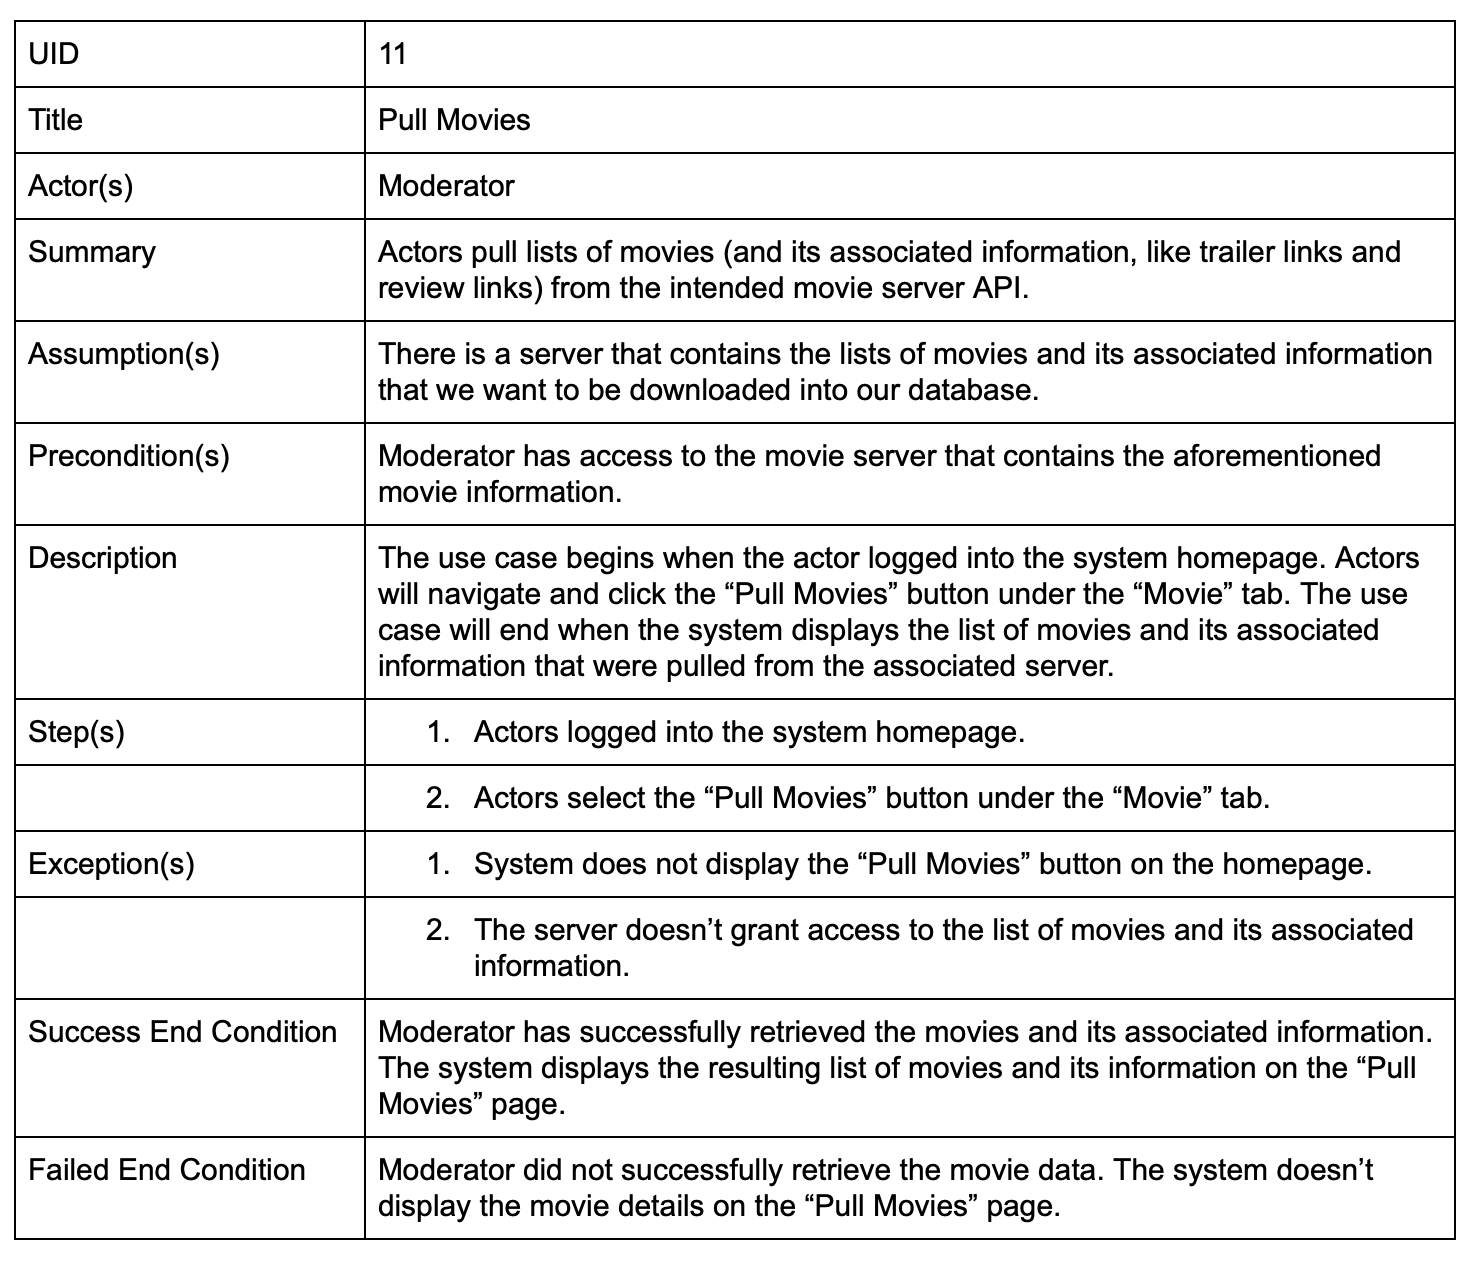 UID
11
Title
Pull Movies
Actor(s)
Moderator
Summary
Actors pull lists of movies (and its associated information, like trailer links and
review links) from the intended movie server API.
Assumption(s)
There is a server that contains the lists of movies and its associated information
that we want to be downloaded into our database.
Precondition(s)
Moderator has access to the movie server that contains the aforementioned
movie information.
Description
The use case begins when the actor logged into the system homepage. Actors
will navigate and click the “Pull Movies” button under the “Movie” tab. The use
case will end when the system displays the list of movies and its associated
information that were pulled from the associated server.
Step(s)
1. Actors logged into the system homepage.
2. Actors select the “Pull Movies” button under the “Movie” tab.
Exception(s)
1. System does not display the “Pull Movies” button on the homepage.
2. The server doesn’t grant access to the list of movies and its associated
information.
Success End Condition
Moderator has successfully retrieved the movies and its associated information.
The system displays the resulting list of movies and its information on the “Pull
Movies” page.
Failed End Condition
Moderator did not successfully retrieve the movie data. The system doesn’t
display the movie details on the “Pull Movies” page.